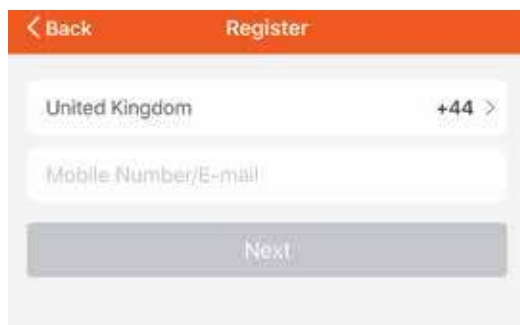 Back
Register
United Kingdom +44 >
Mobile Number/E-mail
Next